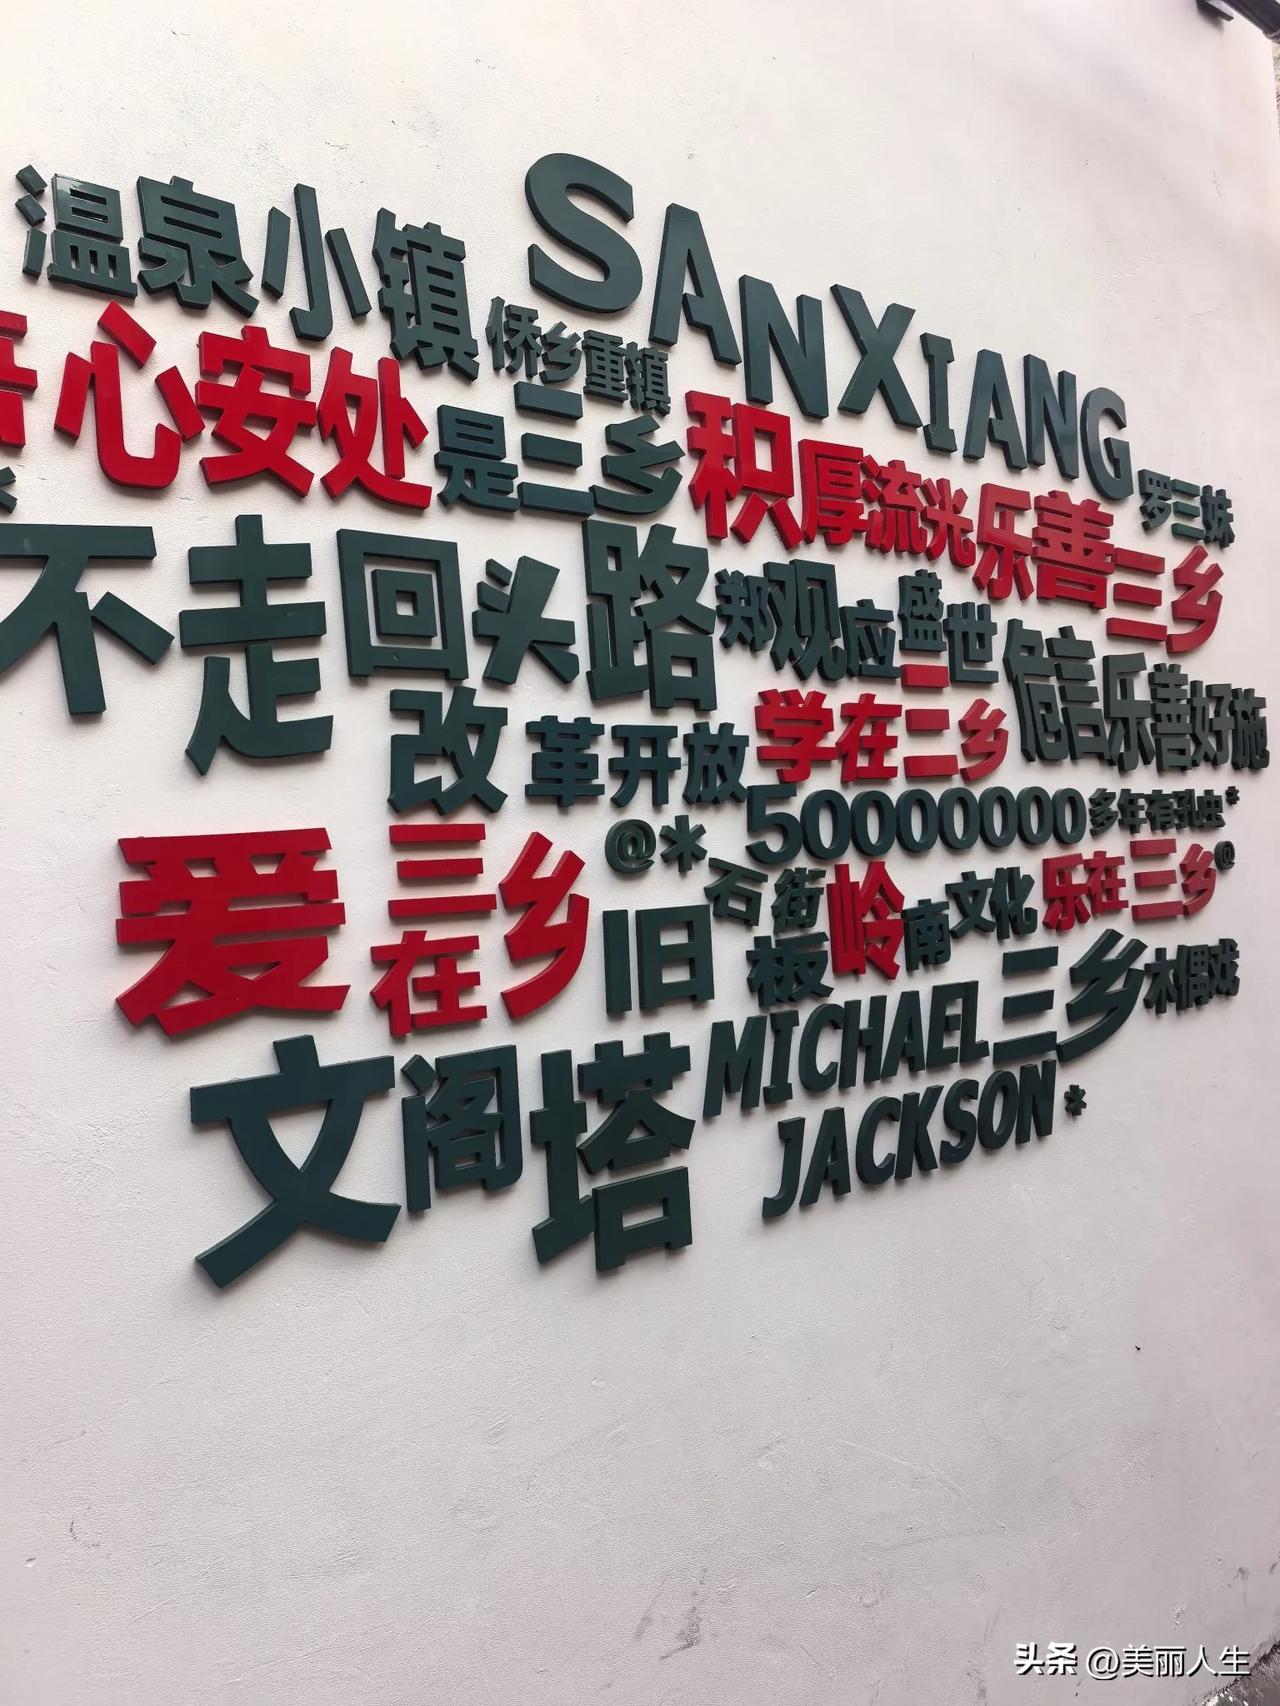 温泉小镇
SANXIANG
侨乡重镇
吾心安处
是三乡
积厚流光乐善三乡
罗三妹
不走回头路
郑观应
盛世危言
乐善好施
改革开放
学在三乡
@*
50000000
多年有孔虫*
爱在三乡
旧
石板街
岭南文化
乐在三乡@
文阁塔
MICHAEL
JACKSON*
三乡
木偶戏
头条 @美丽人生